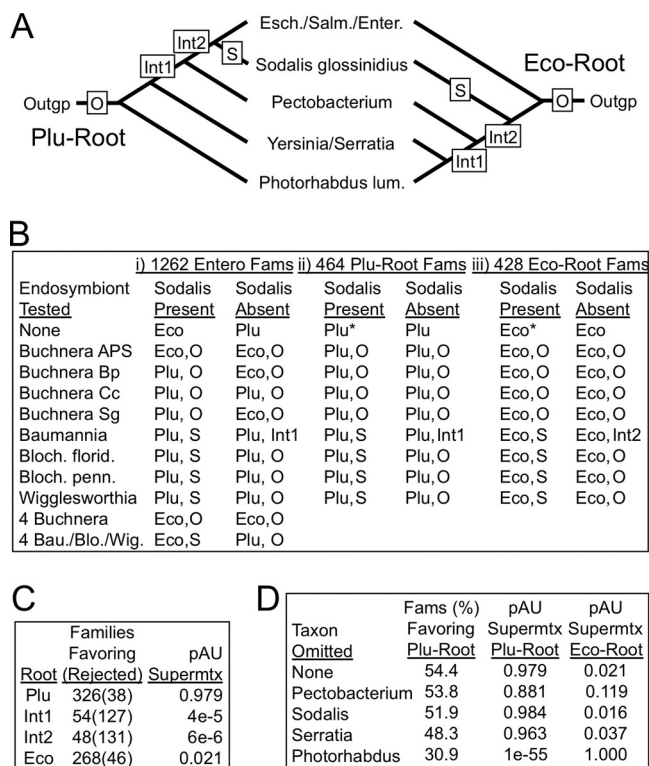 A
Esch./Salm./Enter.
Int2
S
Sodalis glossinidius
Eco-Root
Int1
S
Outgp O
Pectobacterium
O Outgp
Plu-Root
Int2
Yersinia/Serratia
Int1
Photorhabdus lum.
B
i) 1262 Entero Fams ii) 464 Plu-Root Fams iii) 428 Eco-Root Fams
Endosymbiont Sodalis Sodalis Sodalis Sodalis Sodalis Sodalis
Tested Present Absent Present Absent Present Absent
None Eco Plu Plu* Plu Eco* Eco
Buchnera APS Eco,O Eco,O Plu,O Plu,O Eco,O Eco,O
Buchnera Bp Plu, O Eco,O Plu,O Plu,O Eco,O Eco,O
Buchnera Cc Plu, O Plu, O Plu,O Plu,O Eco,O Eco,O
Buchnera Sg Plu, O Eco,O Plu,O Plu,O Eco,O Eco,O
Baumannia Plu, S Plu, Int1 Plu,S Plu,Int1 Eco,S Eco,Int2
Bloch. florid. Plu, S Plu, O Plu,S Plu,O Eco,S Eco,O
Bloch. penn. Plu, S Plu, O Plu,S Plu,O Eco,S Eco,O
Wigglesworthia Plu, S Plu, O Plu,S Plu,O Eco,S Eco,O
4 Buchnera Eco,O Eco,O
4 Bau./Blo./Wig. Eco,S Plu, O
C
Families
Favoring pAU
Root (Rejected) Supermtx
Plu 326(38) 0.979
Int1 54(127) 4e-5
Int2 48(131) 6e-6
Eco 268(46) 0.021
D
Fams (%) pAU pAU
Taxon Favoring Supermtx Supermtx
Omitted Plu-Root Plu-Root Eco-Root
None 54.4 0.979 0.021
Pectobacterium 53.8 0.881 0.119
Sodalis 51.9 0.984 0.016
Serratia 48.3 0.963 0.037
Photorhabdus 30.9 1e-55 1.000